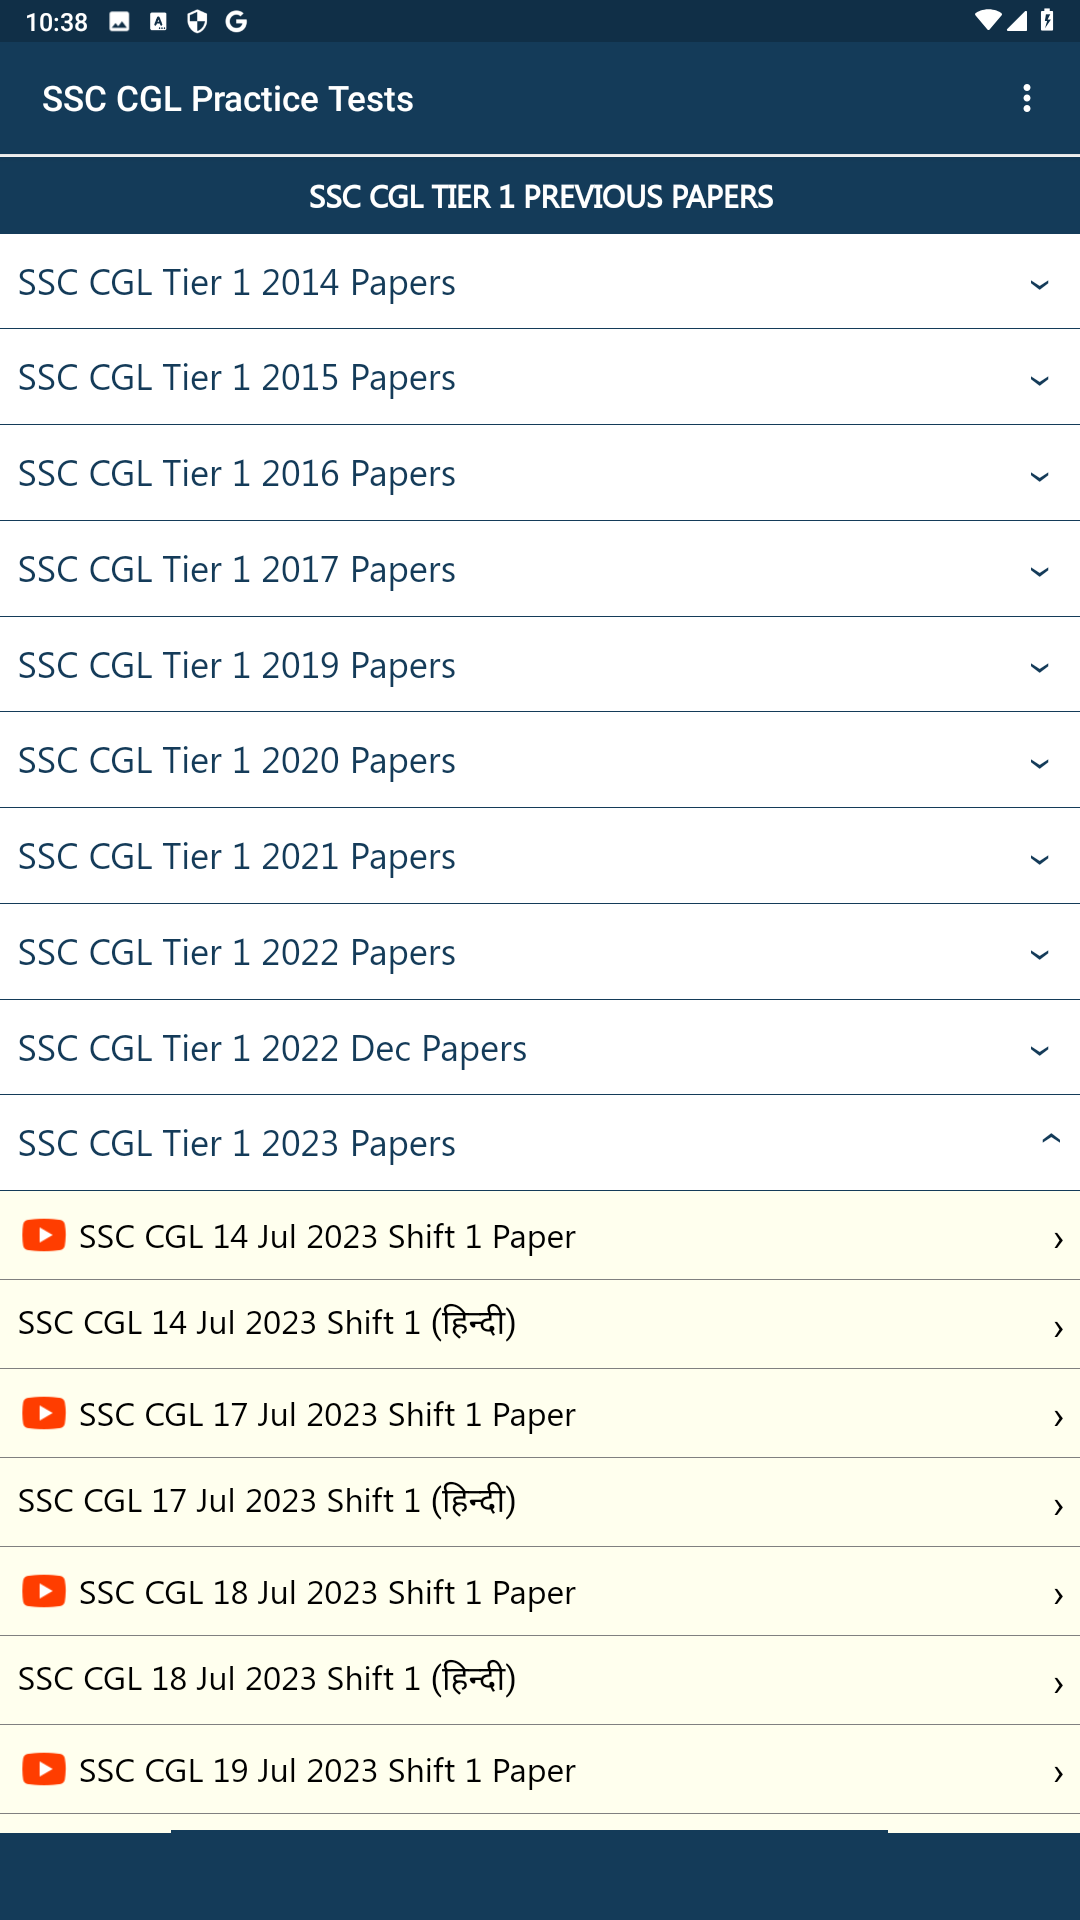 10:38
SSC CGL Practice Tests
SSC CGL TIER 1 PREVIOUS PAPERS
SSC CGL Tier 1 2014 Papers
SSC CGL Tier 1 2015 Papers
SSC CGL Tier 1 2016 Papers
SSC CGL Tier 1 2017 Papers
SSC CGL Tier 1 2019 Papers
SSC CGL Tier 1 2020 Papers
SSC CGL Tier 1 2021 Papers
SSC CGL Tier 1 2022 Papers
SSC CGL Tier 1 2022 Dec Papers
SSC CGL Tier 1 2023 Papers
SSC CGL 14 Jul 2023 Shift 1 Paper
SSC CGL 14 Jul 2023 Shift 1 (हिन्दी)
SSC CGL 17 Jul 2023 Shift 1 Paper
SSC CGL 17 Jul 2023 Shift 1 (हिन्दी)
SSC CGL 18 Jul 2023 Shift 1 Paper
SSC CGL 18 Jul 2023 Shift 1 (हिन्दी)
SSC CGL 19 Jul 2023 Shift 1 Paper